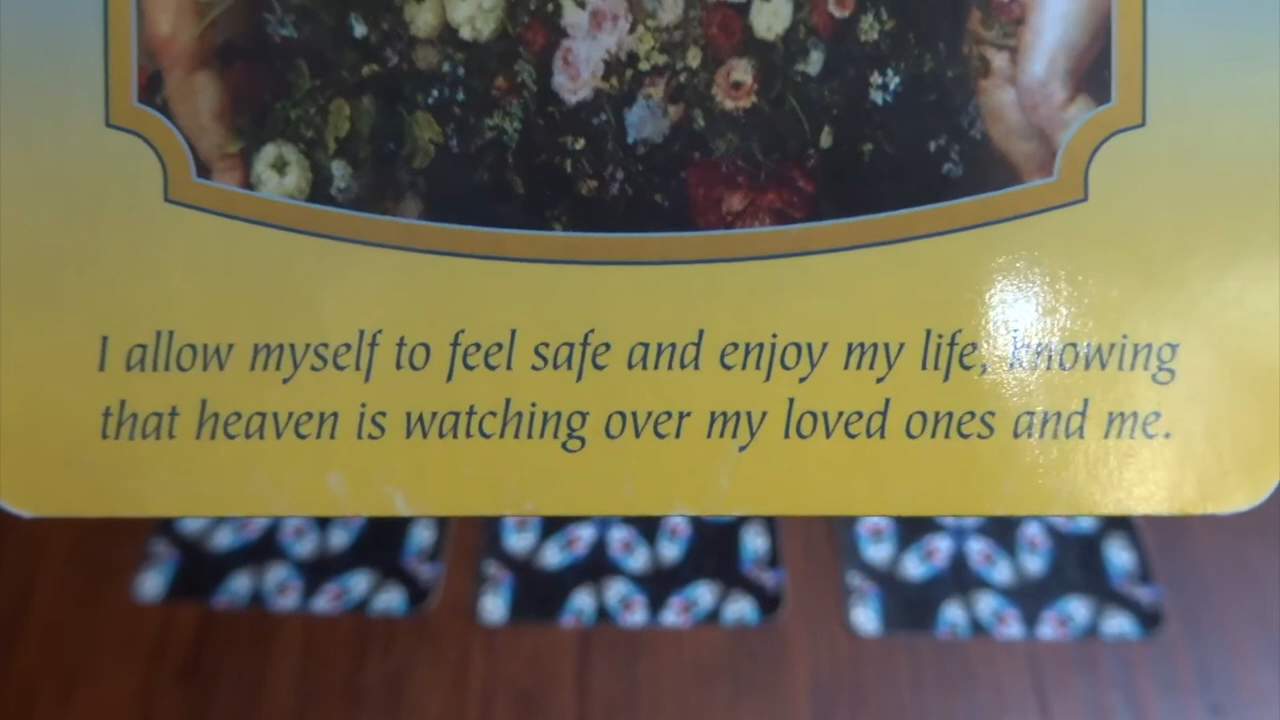 I allow myself to feel safe and enjoy my life, knowing
that heaven is watching over my loved ones and me.